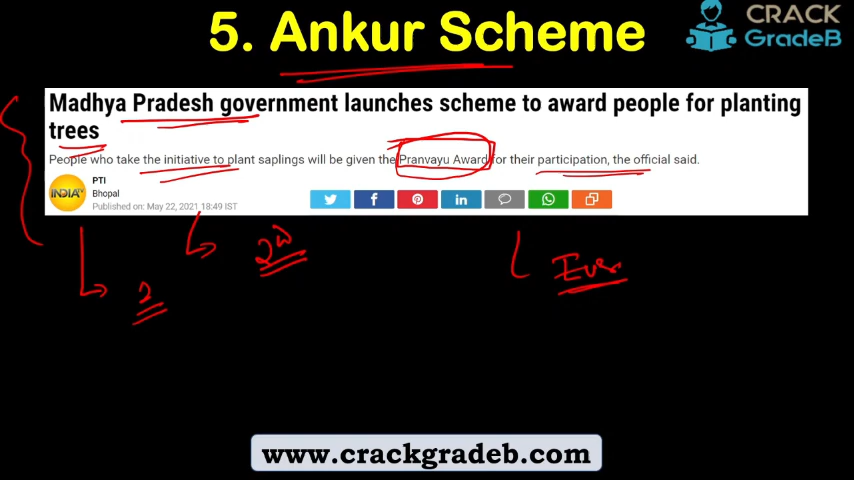 5. Ankur Scheme
CRACK
GradeB
Madhya Pradesh government launches scheme to award people for planting
trees
People who take the initiative to plant saplings will be given the Pranvayu Award for their participation, the official said.
INDIA TV
PTI
Bhopal
Published on: May 22, 2021 18:49 IST
www.crackgradeb.com